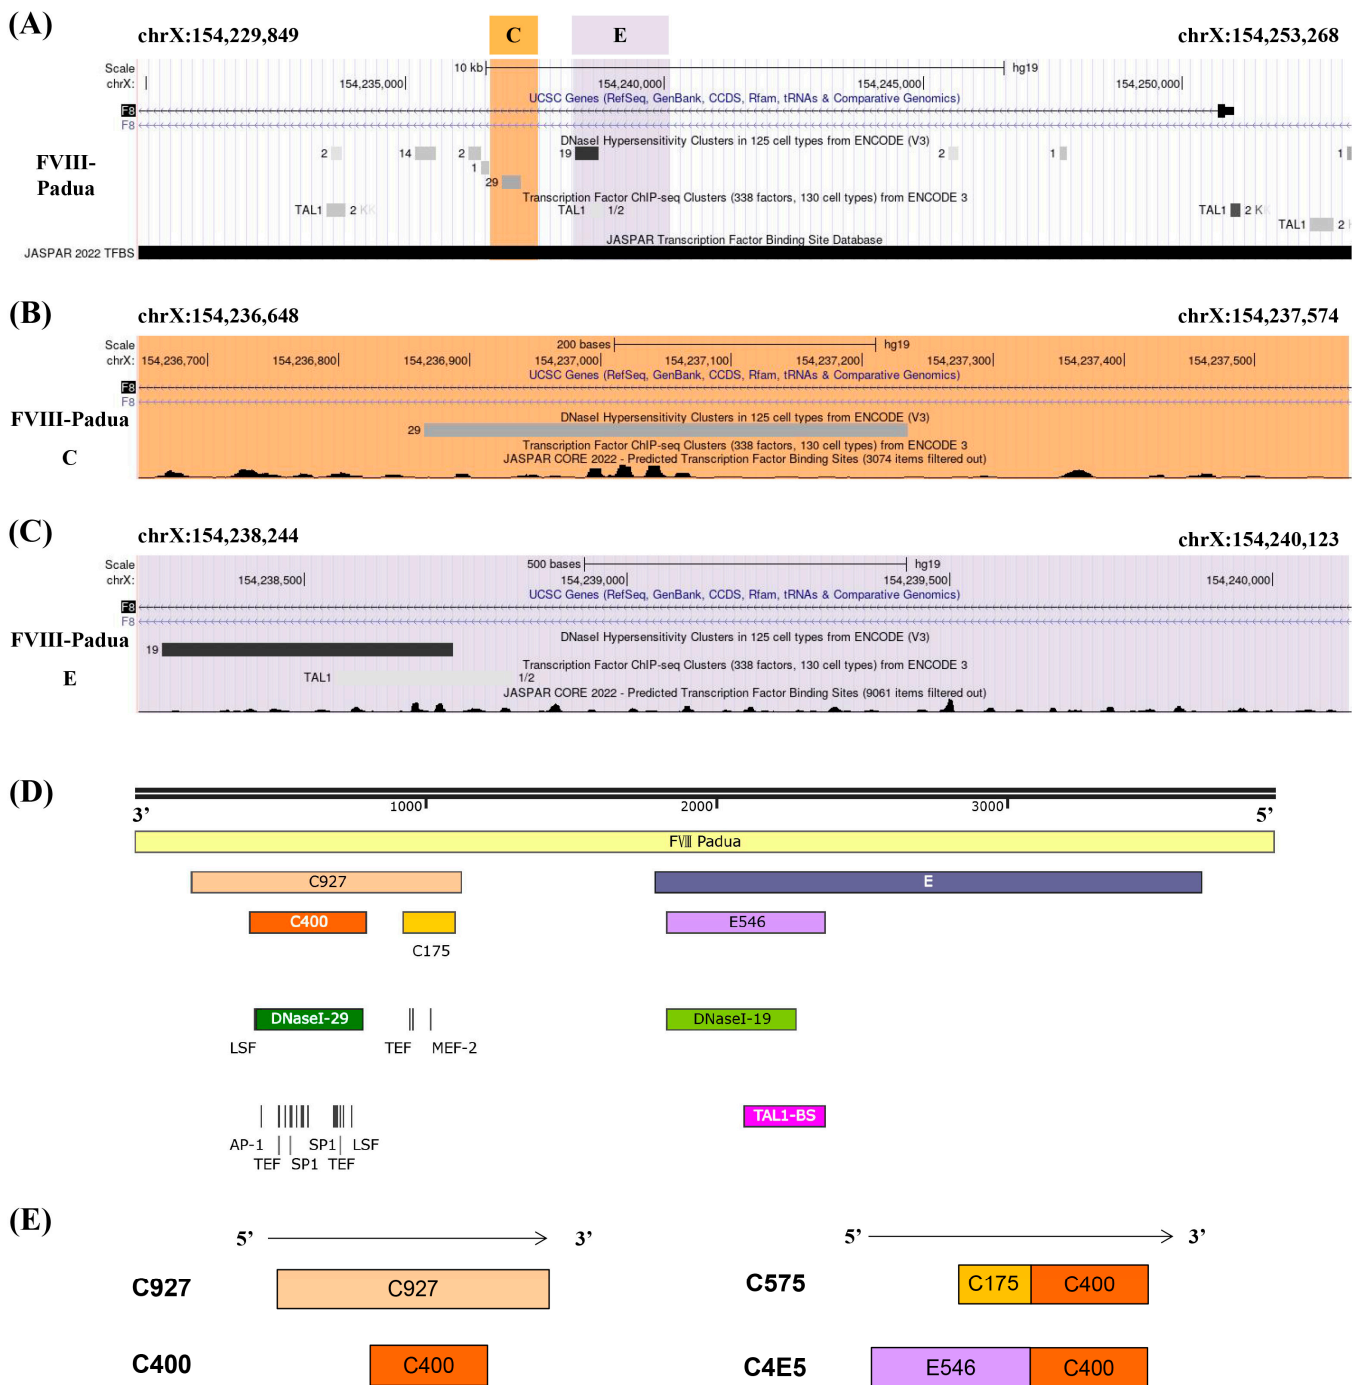 (A)
chrX:154,229,849
C
E
chrX:154,253,268
Scale
10 kb
hg19
chrX:
154,235,000
154,240,000
154,245,000
154,250,000
UCSC Genes (RefSeq, GenBank, CCDS, Rfam, tRNAs & Comparative Genomics)
F8
F8
DNaseI Hypersensitivity Clusters in 125 cell types from ENCODE (V3)
FVIII-
Padua
2
14
2
19
2
1
1
1
29
Transcription Factor ChIP-seq Clusters (338 factors, 130 cell types) from ENCODE 3
TAL1
2 K
TAL1
1/2
TAL1
2 K
TAL1
2
JASPAR Transcription Factor Binding Site Database
JASPAR 2022 TFBS
(B)
chrX:154,236,648
chrX:154,237,574
Scale
200 bases
hg19
chrX:
154,236,700
154,236,800
154,236,900
154,237,000
154,237,100
154,237,200
154,237,300
154,237,400
154,237,500
UCSC Genes (RefSeq, GenBank, CCDS, Rfam, tRNAs & Comparative Genomics)
F8
F8
FVIII-Padua
C
DNaseI Hypersensitivity Clusters in 125 cell types from ENCODE (V3)
29
Transcription Factor ChIP-seq Clusters (338 factors, 130 cell types) from ENCODE 3
JASPAR CORE 2022 - Predicted Transcription Factor Binding Sites (3074 items filtered out)
(C)
chrX:154,238,244
chrX:154,240,123
Scale
500 bases
hg19
chrX:
154,238,500
154,239,000
154,239,500
154,240,000
UCSC Genes (RefSeq, GenBank, CCDS, Rfam, tRNAs & Comparative Genomics)
F8
F8
FVIII-Padua
E
DNaseI Hypersensitivity Clusters in 125 cell types from ENCODE (V3)
19
Transcription Factor ChIP-seq Clusters (338 factors, 130 cell types) from ENCODE 3
TAL1
1/2
JASPAR CORE 2022 - Predicted Transcription Factor Binding Sites (9061 items filtered out)
(D)
3’
1000
2000
3000
5’
FⅧ Padua
C927
E
C400
C175
E546
DNaseI-29
DNaseI-19
LSF
TEF
MEF-2
TAL1-BS
AP-1
SP1
LSF
TEF
SP1
TEF
(E)
5’
3’
5’
3’
C927
C927
C575
C175
C400
C400
C400
C4E5
E546
C400